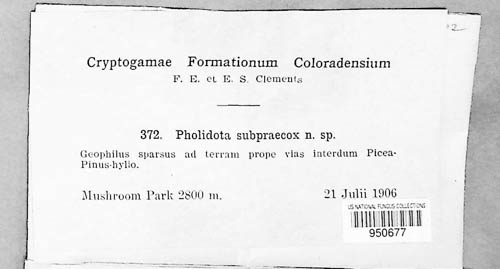 2
Cryptogamae Formationum Coloradensium
F. E. et E. S. Clements
372. Pholidota subpraecox n. sp.
Geophilus sparsus ad terram prope vias interdum Picea-
Pinus-hylio.
Mushroom Park 2800 m. 21 Julii 1906
US NATIONAL FUNGUS COLLECTIONS
950677